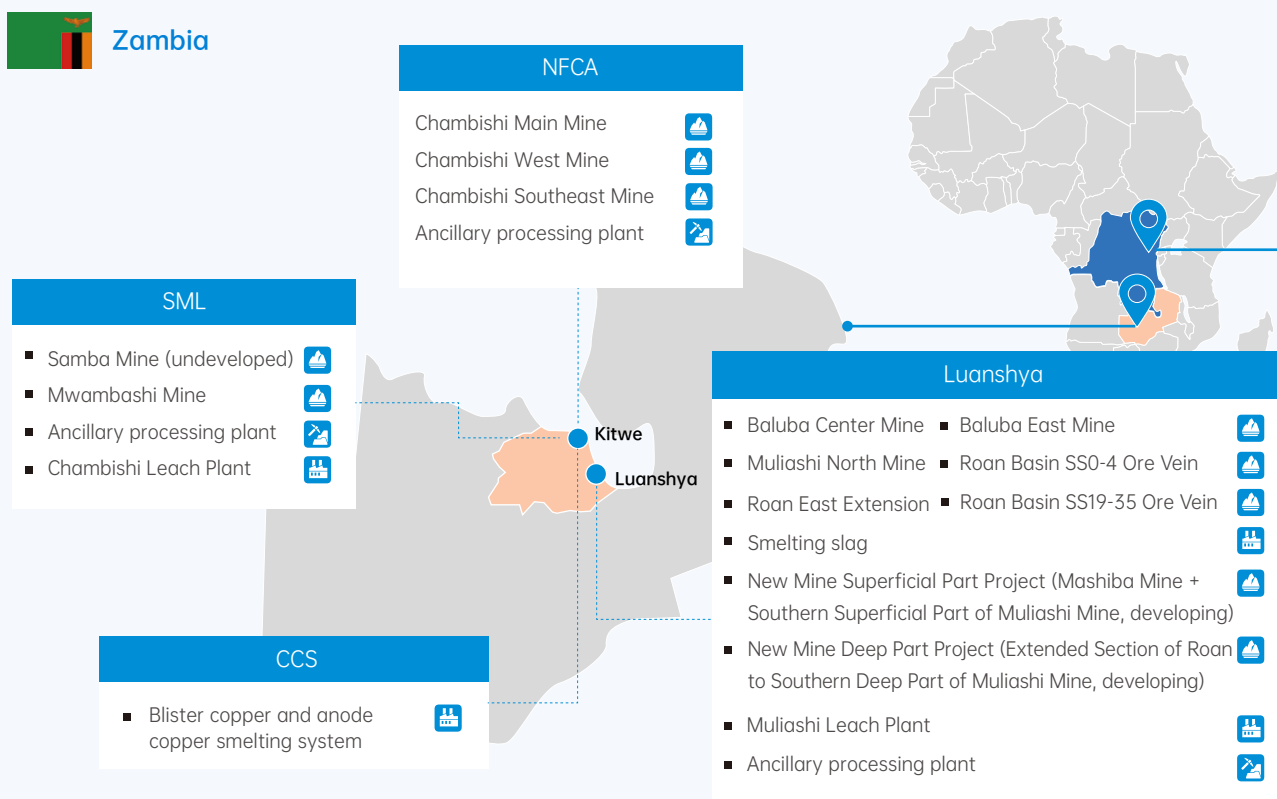 Zambia
NFCA
Chambishi Main Mine
Chambishi West Mine
Chambishi Southeast Mine
Ancillary processing plant
SML
Samba Mine (undeveloped)
Mwambashi Mine
Ancillary processing plant
Chambishi Leach Plant
Kitwe
Luanshya
Luanshya
Baluba Center Mine
Baluba East Mine
Muliashi North Mine
Roan Basin SS0-4 Ore Vein
Roan East Extension
Roan Basin SS19-35 Ore Vein
Smelting slag
New Mine Superficial Part Project (Mashiba Mine +
Southern Superficial Part of Muliashi Mine, developing)
New Mine Deep Part Project (Extended Section of Roan
to Southern Deep Part of Muliashi Mine, developing)
Muliashi Leach Plant
Ancillary processing plant
CCS
Blister copper and anode
copper smelting system